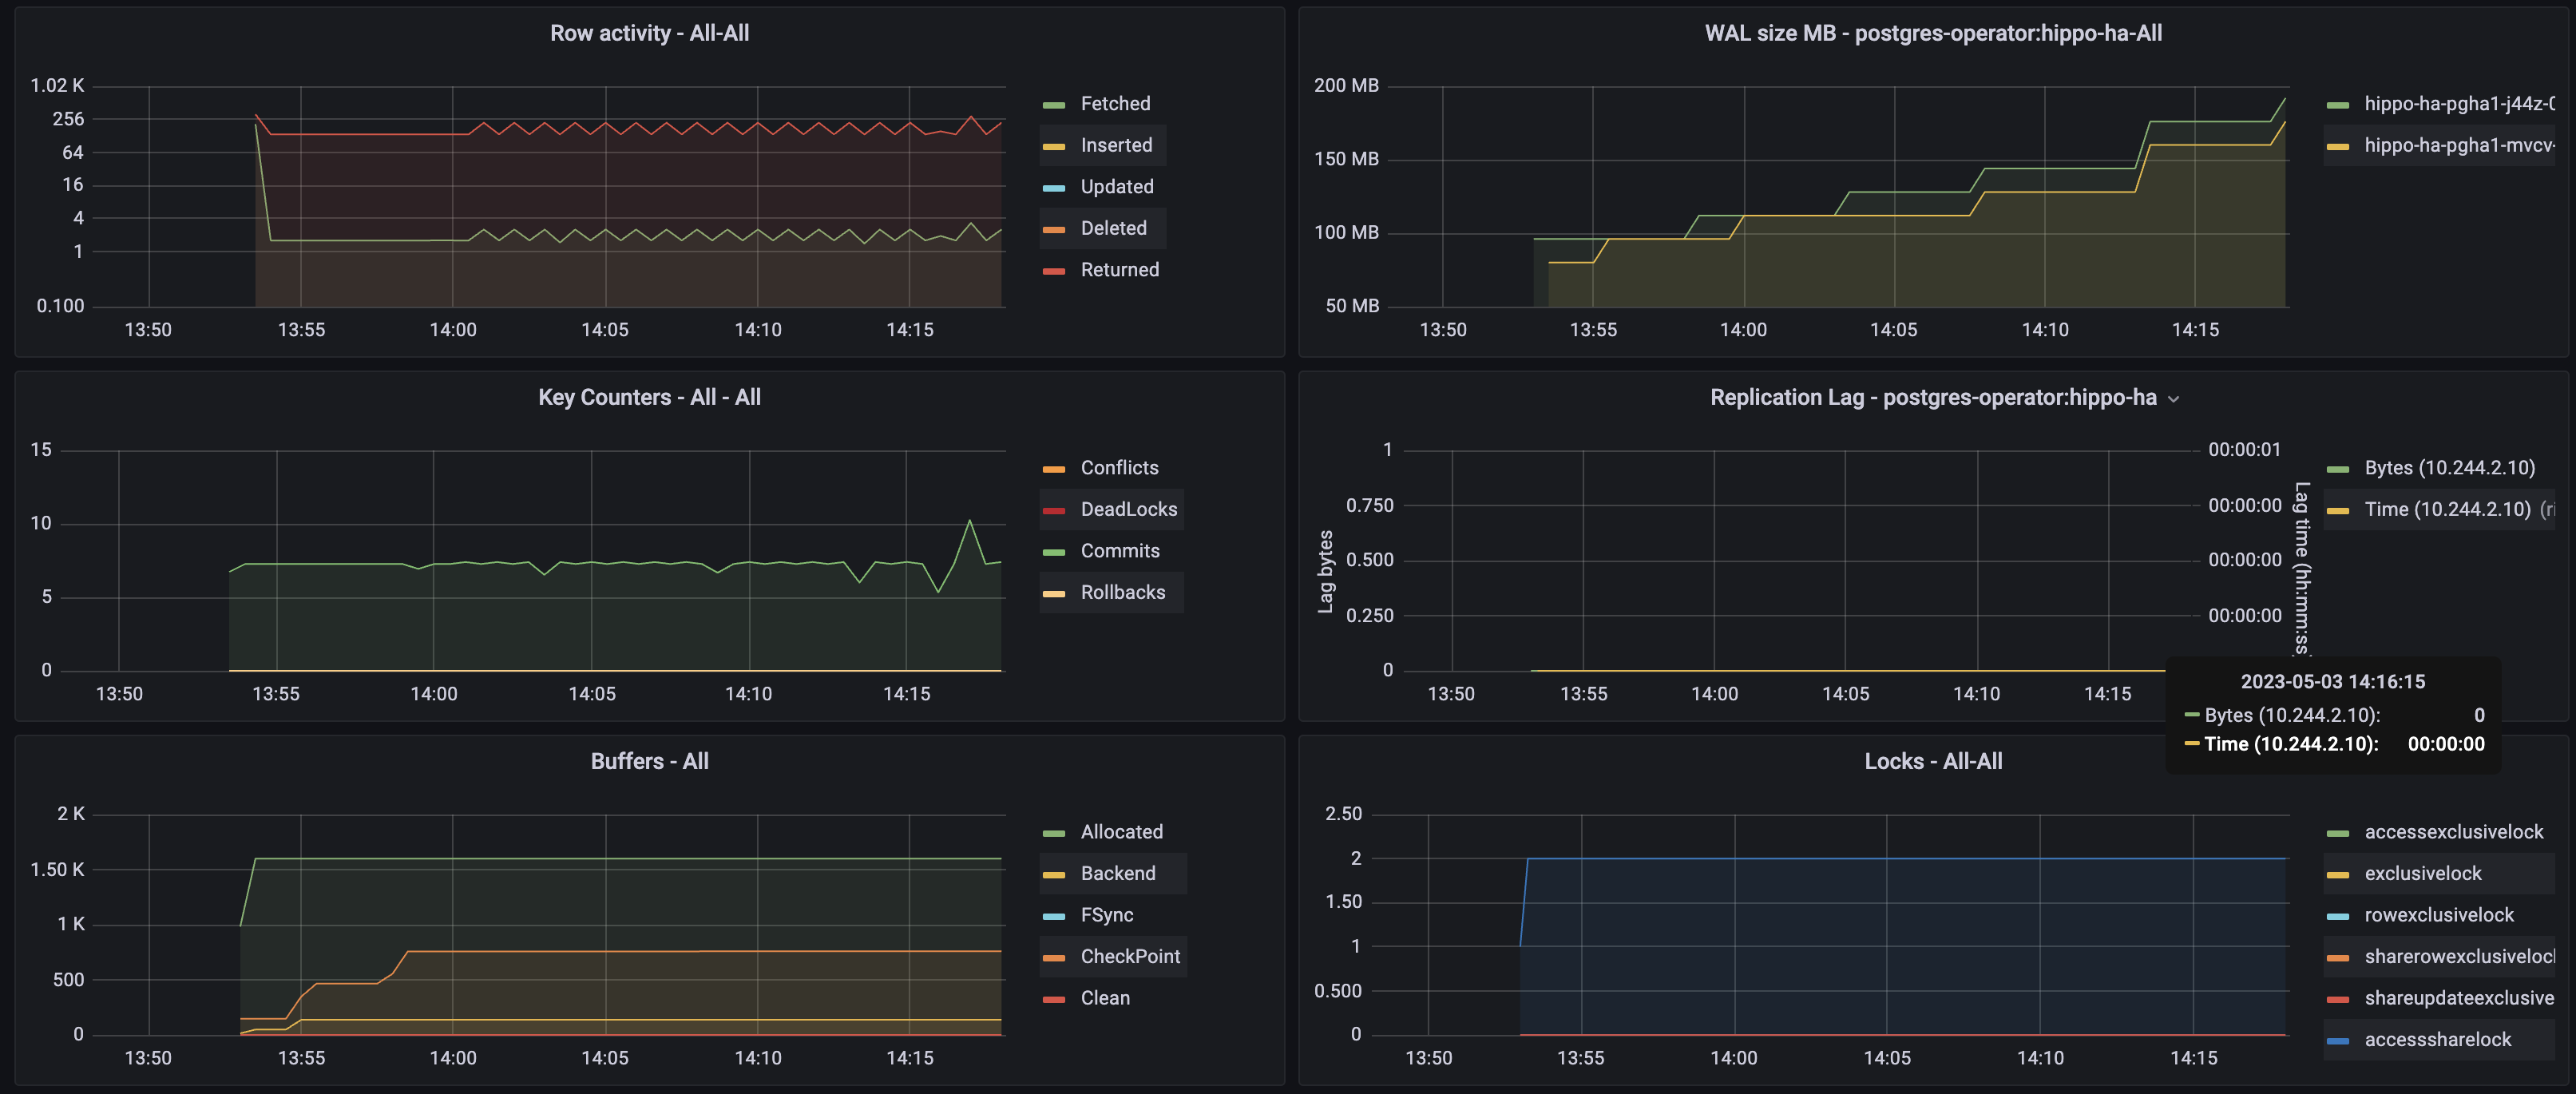 Row activity - All-All
1.02 K
256
64
16
4
1
0.100
13:50 13:55 14:00 14:05 14:10 14:15
Fetched
Inserted
Updated
Deleted
Returned
WAL size MB - postgres-operator:hippo-ha-All
200 MB
150 MB
100 MB
50 MB
13:50 13:55 14:00 14:05 14:10 14:15
hippo-ha-pgha1-j44z-0
hippo-ha-pgha1-mvcv-
Key Counters - All - All
15
10
5
0
13:50 13:55 14:00 14:05 14:10 14:15
Conflicts
DeadLocks
Commits
Rollbacks
Replication Lag - postgres-operator:hippo-ha
Lag bytes
1
0.750
0.500
0.250
0
00:00:01
00:00:00
00:00:00
00:00:00
Lag time (hh:mm:ss
13:50 13:55 14:00 14:05 14:10 14:15
Bytes (10.244.2.10)
Time (10.244.2.10) (ri
2023-05-03 14:16:15
Bytes (10.244.2.10): 0
Time (10.244.2.10): 00:00:00
Buffers - All
2 K
1.50 K
1 K
500
0
13:50 13:55 14:00 14:05 14:10 14:15
Allocated
Backend
FSync
CheckPoint
Clean
Locks - All-All
2.50
2
1.50
1
0.500
0
13:50 13:55 14:00 14:05 14:10 14:15
accessexclusivelock
exclusivelock
rowexclusivelock
sharerowexclusivelocl
shareupdateexclusive
accesssharelock